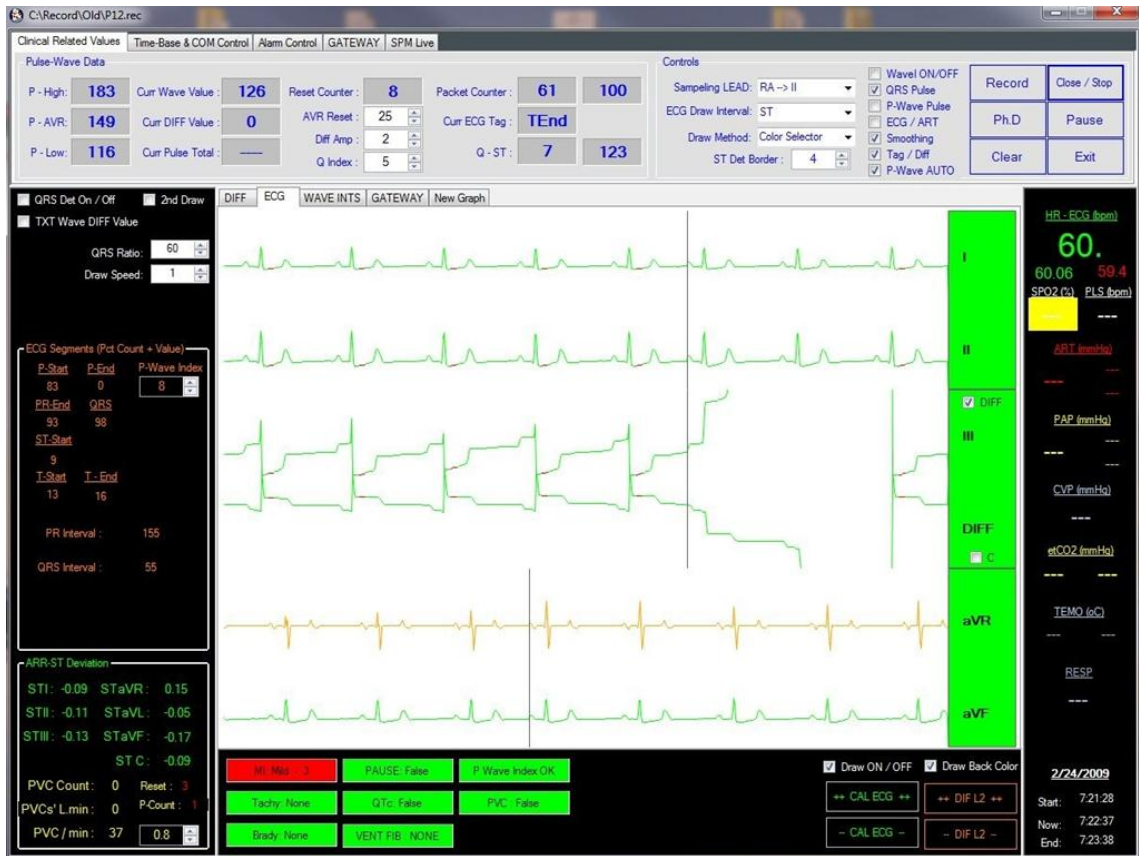 C:\Record\Old\P12.rec
Clinical Related Values Time-Base & COM Control Alarm Control GATEWAY SPM Live
Pulse-Wave Data
P - High: 183 Curr Wave Value : 126 Reset Counter : 8 Packet Counter : 61 100
P - AVR: 149 Curr DIFF Value : 0 AVR Reset : 25 Curr ECG Tag : TEnd
Diff Amp : 2
P - Low: 116 Curr Pulse Total : ---- Q Index : 5 Q - ST : 7 123
Controls
Sampeling LEAD: RA --> II
ECG Draw Interval: ST
Draw Method: Color Selector
ST Det Border : 4
Wavel ON/OFF
QRS Pulse
P-Wave Pulse
ECG / ART
Smoothing
Tag / Diff
P-Wave AUTO
Record Close / Stop
Ph.D Pause
Clear Exit
QRS Det On / Off 2nd Draw
TXT Wave DIFF Value
QRS Ratio: 60
Draw Speed: 1
ECG Segments (Pct Count + Value)
P-Start P-End P-Wave Index
83 0 8
PR-End QRS
93 98
ST-Start
9
T-Start T - End
13 16
PR Interval : 155
QRS Interval : 55
ARR-ST Deviation
STI : -0.09 STaVR : 0.15
STII : -0.11 STaVL : -0.05
STIII : -0.13 STaVF : -0.17
ST C : -0.09
PVC Count : 0 Reset : 3
PVCs' L.min : 0 P-Count : 1
PVC / min : 37 0.8
DIFF ECG WAVE INTS GATEWAY New Graph
I
II
DIFF
III
DIFF
C
aVR
aVF
MI: Mild - 3 PAUSE: False P Wave Index OK
Tachy: None QTc: False PVC : False
Brady: None VENT FIB : NONE
Draw ON / OFF Draw Back Color
++ CAL ECG ++ ++ DIF L2 ++
-- CAL ECG -- -- DIF L2 --
HR - ECG (bpm)
60.
60.06 59.4
SPO2 (%) PLS (bpm)
--- ---
ART (mmHg)
---
---
---
PAP (mmHg)
---
---
---
CVP (mmHg)
---
etCO2 (mmHg)
--- ---
TEMO (oC)
--- ---
RESP
---
2/24/2009
Start: 7:21:28
Now: 7:22:37
End: 7:23:38